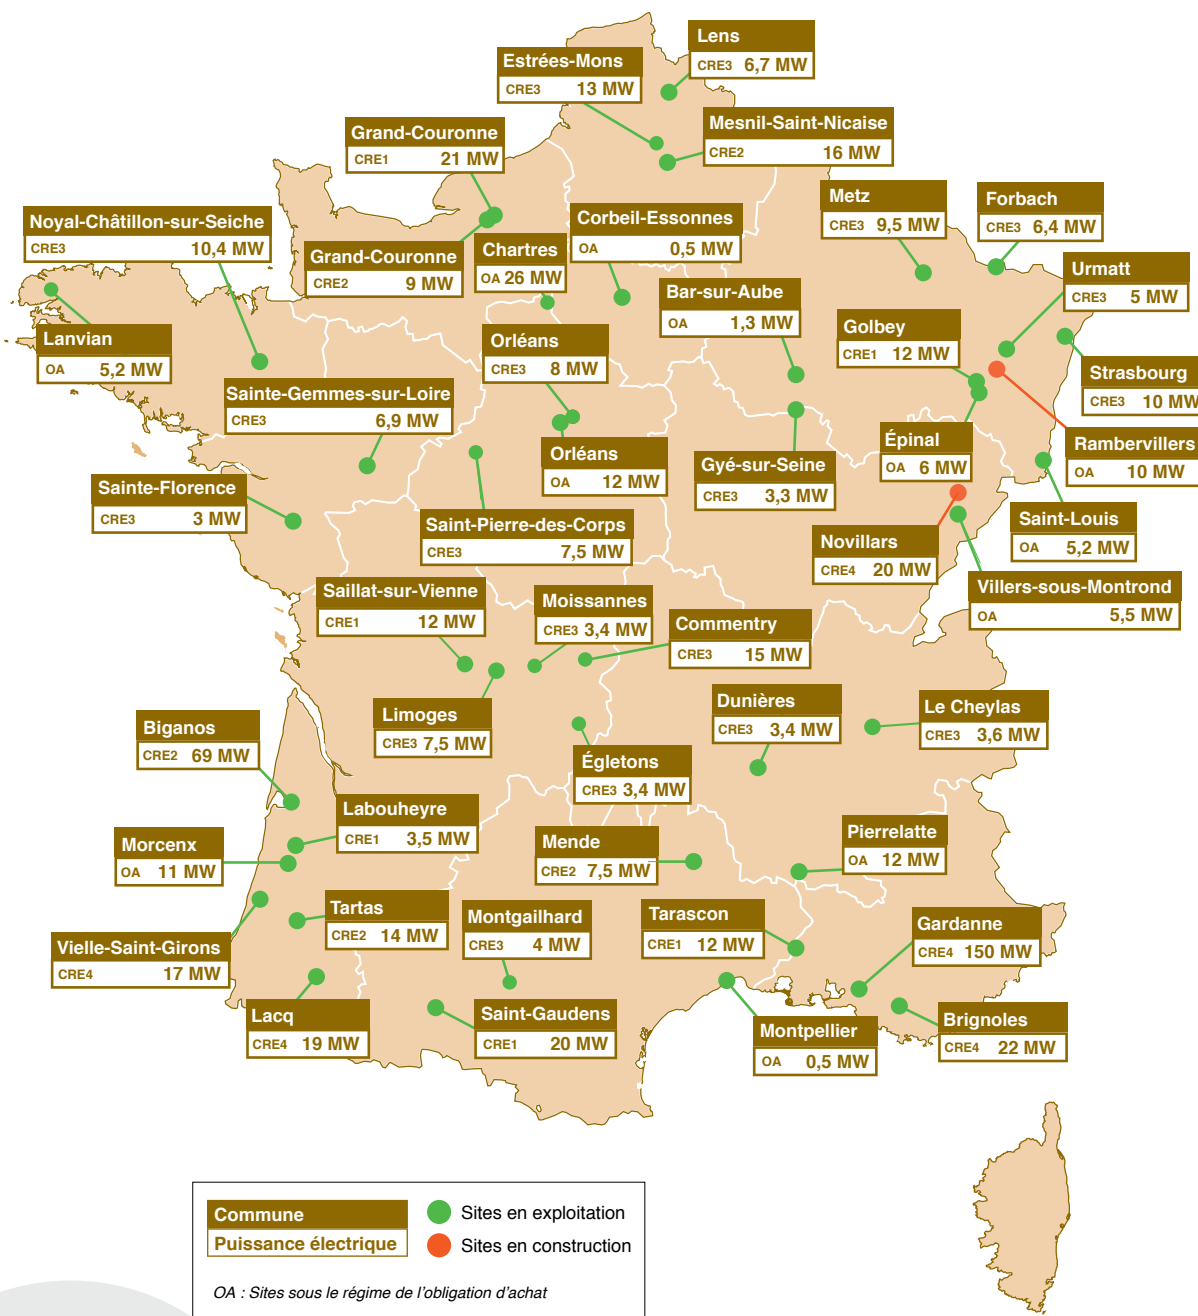 Lens
CRE3 6,7 MW
Estrées-Mons
CRE3 13 MW
Mesnil-Saint-Nicaise
CRE2 16 MW
Grand-Couronne
CRE1 21 MW
Metz
CRE3 9,5 MW
Forbach
CRE3 6,4 MW
Noyal-Châtillon-sur-Seiche
CRE3 10,4 MW
Corbeil-Essonnes
OA 0,5 MW
Grand-Couronne
CRE2 9 MW
Chartres
OA 26 MW
Urmatt
CRE3 5 MW
Bar-sur-Aube
OA 1,3 MW
Golbey
CRE1 12 MW
Lanvian
OA 5,2 MW
Orléans
CRE3 8 MW
Strasbourg
CRE3 10 MW
Sainte-Gemmes-sur-Loire
CRE3 6,9 MW
Épinal
OA 6 MW
Rambervillers
OA 10 MW
Orléans
OA 12 MW
Gyé-sur-Seine
CRE3 3,3 MW
Sainte-Florence
CRE3 3 MW
Saint-Pierre-des-Corps
CRE3 7,5 MW
Saint-Louis
OA 5,2 MW
Novillars
CRE4 20 MW
Villers-sous-Montrond
OA 5,5 MW
Saillat-sur-Vienne
CRE1 12 MW
Moissannes
CRE3 3,4 MW
Commentry
CRE3 15 MW
Limoges
CRE3 7,5 MW
Dunières
CRE3 3,4 MW
Le Cheylas
CRE3 3,6 MW
Biganos
CRE2 69 MW
Égletons
CRE3 3,4 MW
Labouheyre
CRE1 3,5 MW
Morcenx
OA 11 MW
Mende
CRE2 7,5 MW
Pierrelatte
OA 12 MW
Tartas
CRE2 14 MW
Montgailhard
CRE3 4 MW
Tarascon
CRE1 12 MW
Gardanne
CRE4 150 MW
Vielle-Saint-Girons
CRE4 17 MW
Lacq
CRE4 19 MW
Saint-Gaudens
CRE1 20 MW
Montpellier
OA 0,5 MW
Brignoles
CRE4 22 MW
Commune
Puissance électrique
Sites en exploitation
Sites en construction
OA : Sites sous le régime de l'obligation d'achat